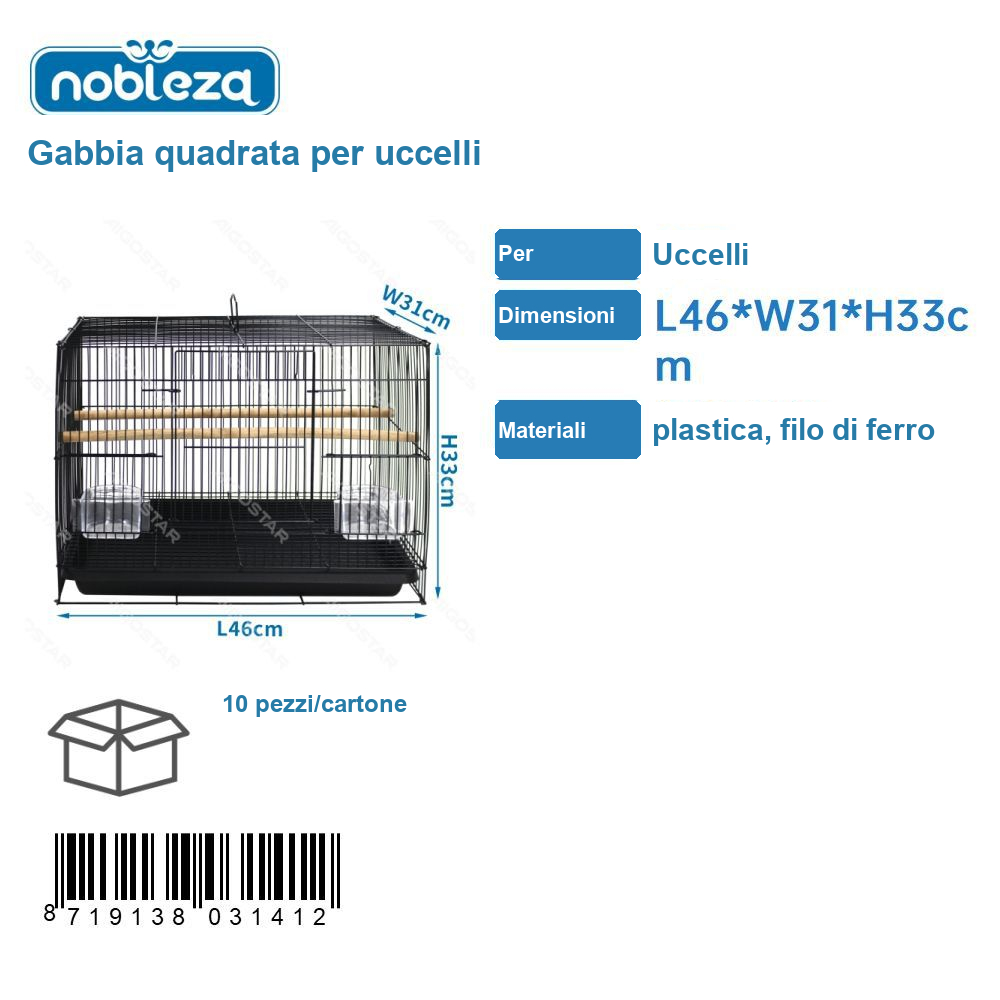 nobleza
Gabbia quadrata per uccelli
Per
Uccelli
Dimensioni
L46*W31*H33c
m
Materiali
plastica, filo di ferro
W31cm
H33cm
L46cm
AIGOSTAR
10 pezzi/cartone
8 719138 031412